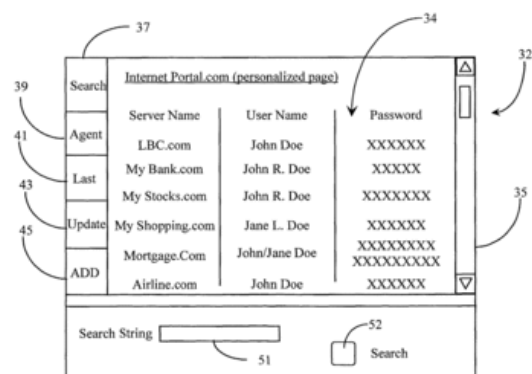 37
34
32
39
41
43
45
35
Search
Agent
Last
Update
ADD
Internet Portal.com (personalized page)
Server Name User Name Password
LBC.com John Doe XXXXXX
My Bank.com John R. Doe XXXXX
My Stocks.com John R. Doe XXXXXXX
My Shopping.com Jane L. Doe XXXXXX
Mortgage.Com John/Jane Doe XXXXXXXX
XXXXXXXXX
Airline.com John Doe XXXXXX
Search String
51
52
Search